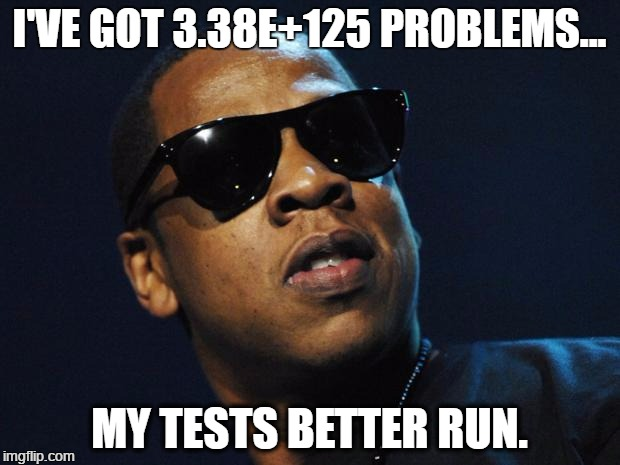 I'VE GOT 3.38E+125 PROBLEMS...
MY TESTS BETTER RUN.
imgflip.com